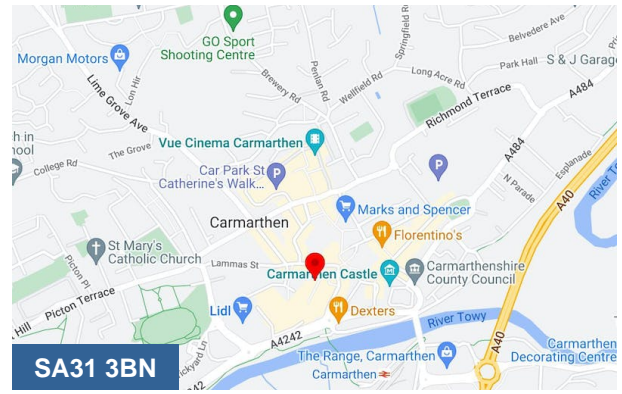 GO Sport
Shooting Centre
Morgan Motors
Lon Hir
Lime Grove Ave
Brewery Rd
Penlan Rd
Wellfield Rd
Springfield Rd
Long Acre Rd
Belvedere Ave
Park Hall
S & J Garage
A484
Richmond Terrace
The Grove
College Rd
Vue Cinema Carmarthen
Car Park St
Catherine's Walk...
A484
Esplanade
N Parade
A40
Carmarthen
Marks and Spencer
Florentino's
St Mary's
Catholic Church
Lammas St
Carmarthen Castle
Carmarthenshire
County Council
Picton Pl
Picton Terrace
Lidl
Dexters
River Towy
A4242
A40
The Range, Carmarthen
Carmarthen
Carmarthen
Decorating Centre
SA31 3BN